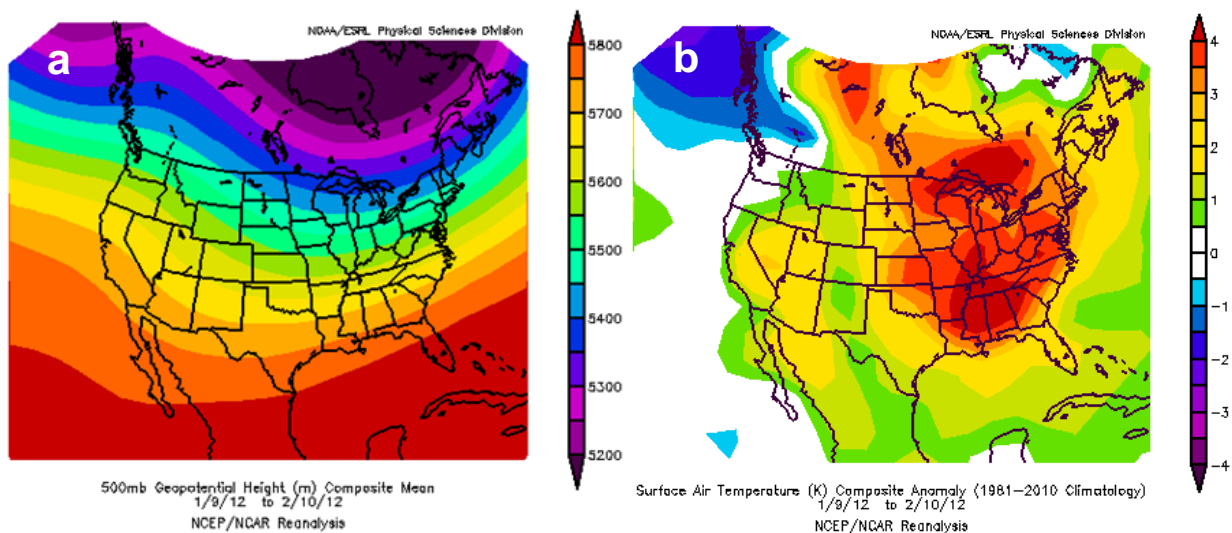 NOAA/ESRL Physical Sciences Division
a
5800
5700
5600
5500
5400
5300
5200
500mb Geopotential Height (m) Composite Mean
1/9/12 to 2/10/12
NCEP/NCAR Reanalysis
NOAA/ESRL Physical Sciences Division
b
4
3
2
1
0
-1
-2
-3
-4
Surface Air Temperature (K) Composite Anomaly (1981-2010 Climatology)
1/9/12 to 2/10/12
NCEP/NCAR Reanalysis